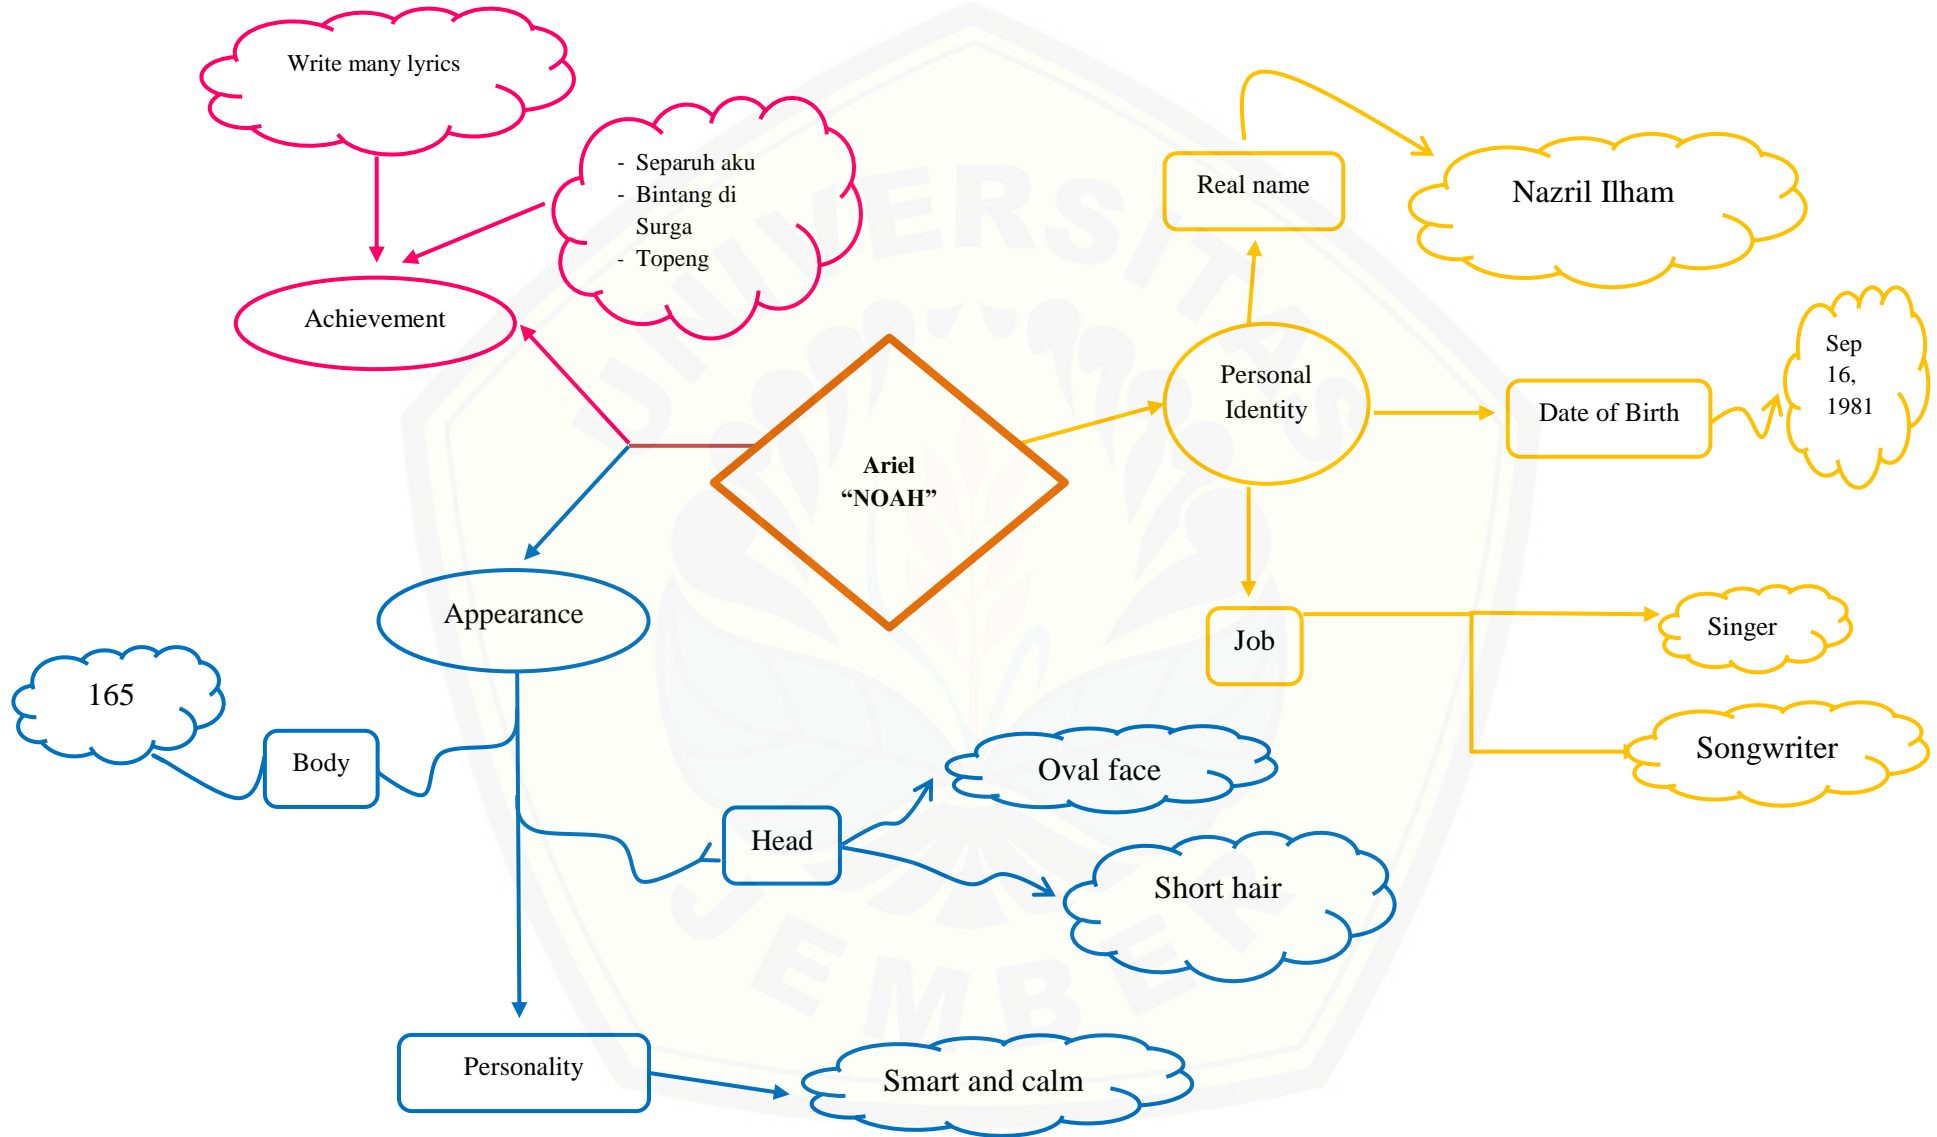 Write many lyrics
- Separuh aku
- Bintang di
Surga
- Topeng
Achievement
Real name
Nazril Ilham
Personal
Identity
Date of Birth
Sep
16,
1981
Ariel
“NOAH”
Appearance
Job
Singer
Songwriter
165
Body
Head
Oval face
Short hair
Personality
Smart and calm
UNIVERSITAS
JEMBER